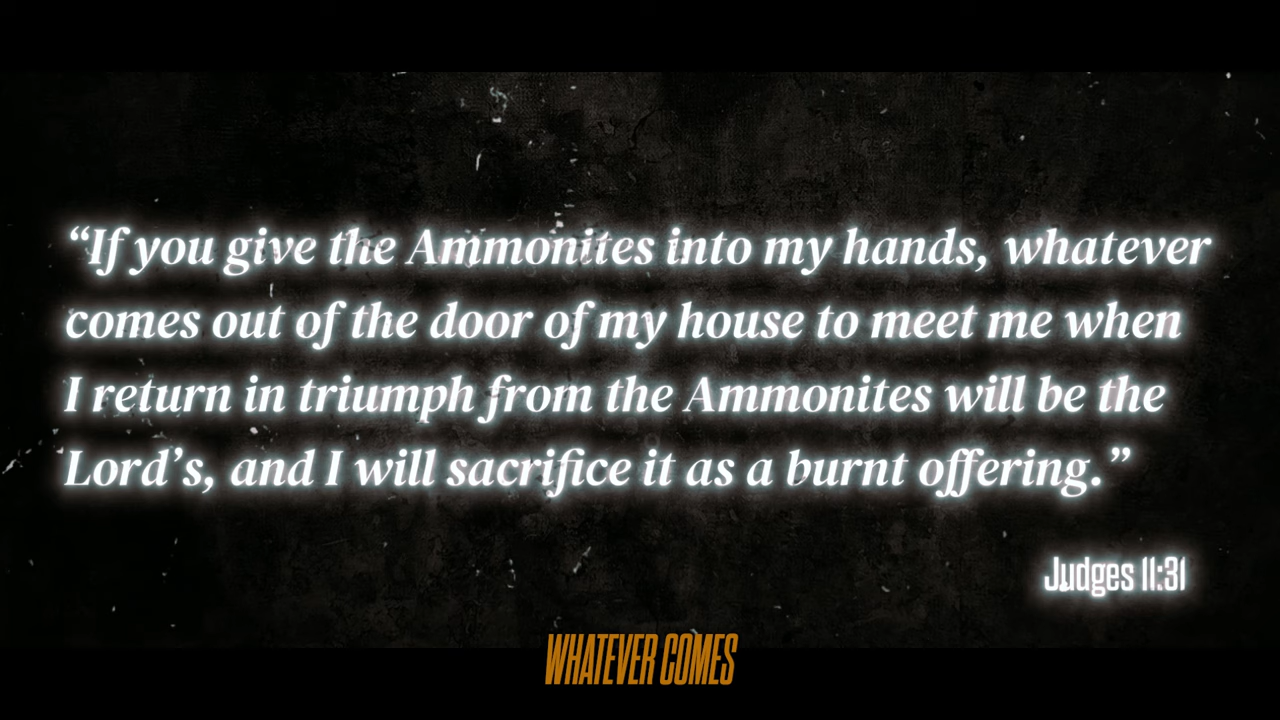 “If you give the Ammonites into my hands, whatever
comes out of the door of my house to meet me when
I return in triumph from the Ammonites will be the
Lord’s, and I will sacrifice it as a burnt offering.”
Judges 11:31
WHATEVER COMES